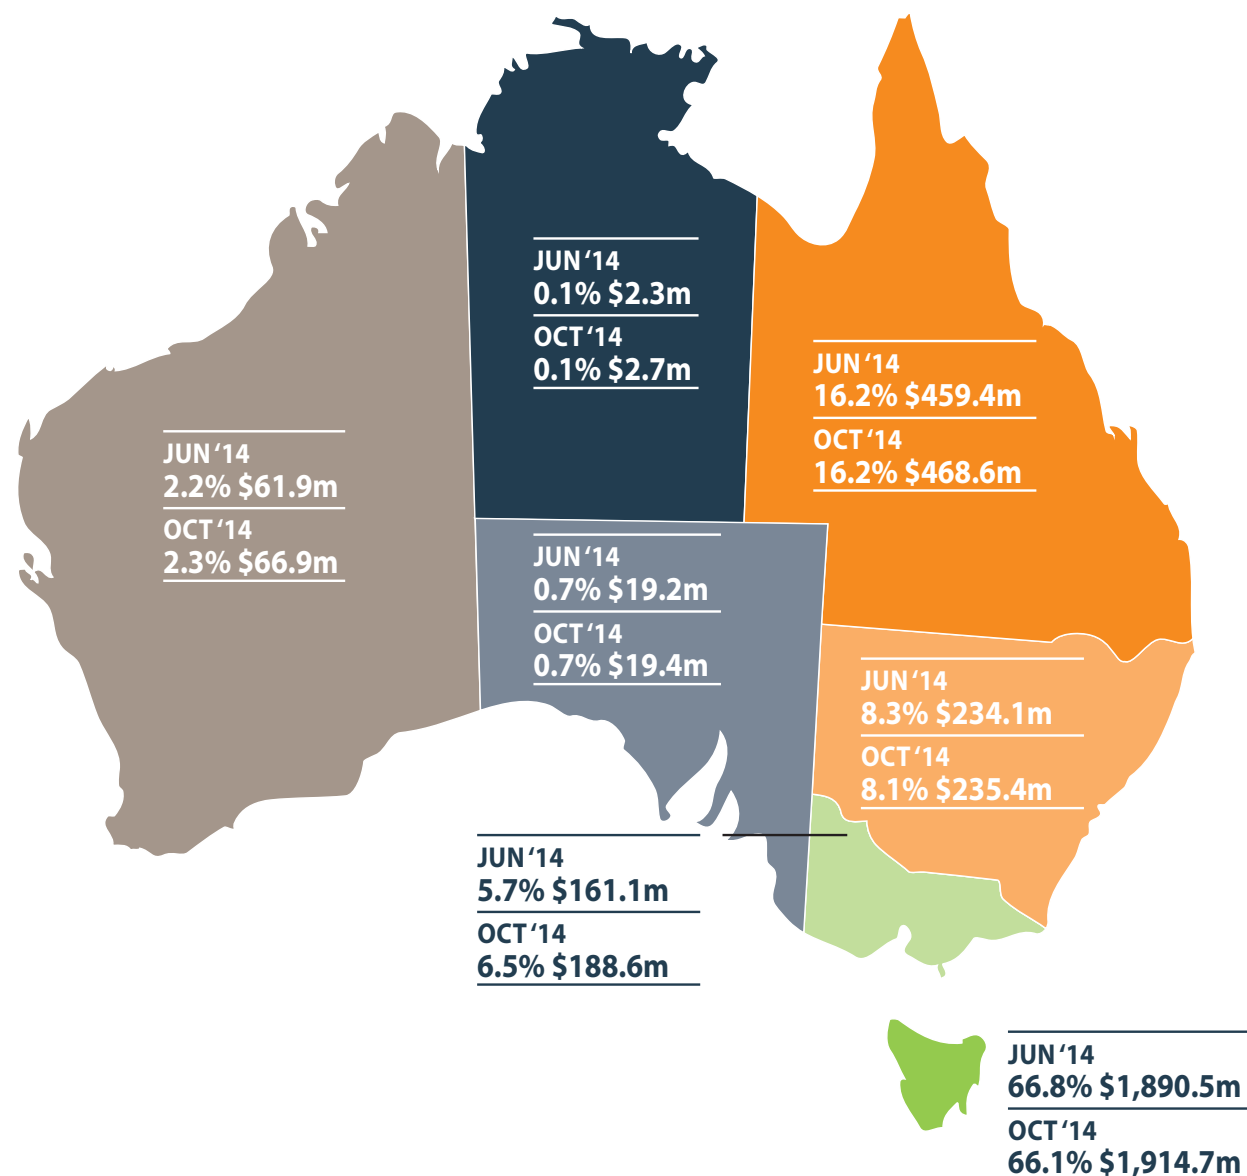 JUN ‘14
0.1% $2.3m
OCT ‘14
0.1% $2.7m
JUN ‘14
16.2% $459.4m
OCT ‘14
16.2% $468.6m
JUN ‘14
2.2% $61.9m
OCT ‘14
2.3% $66.9m
JUN ‘14
0.7% $19.2m
OCT ‘14
0.7% $19.4m
JUN ‘14
8.3% $234.1m
OCT ‘14
8.1% $235.4m
JUN ‘14
5.7% $161.1m
OCT ‘14
6.5% $188.6m
JUN ‘14
66.8% $1,890.5m
OCT ‘14
66.1% $1,914.7m